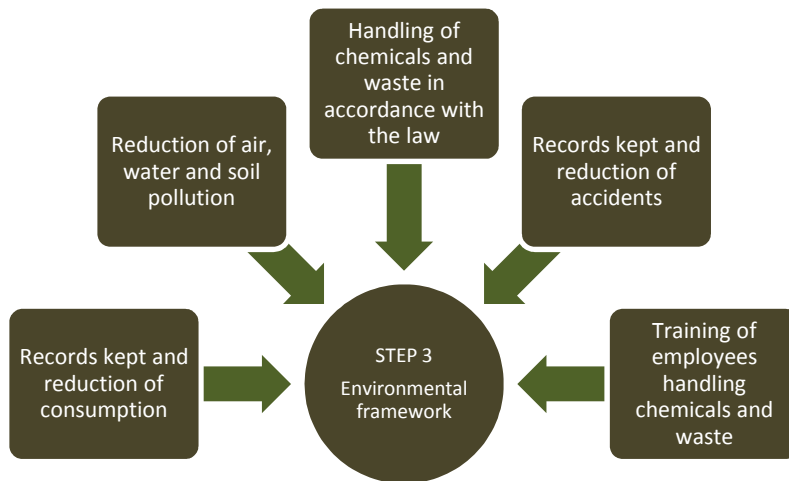 Handling of
chemicals and
waste in
accordance with
the law
Reduction of air,
water and soil
pollution
Records kept and
reduction of
accidents
Records kept and
reduction of
consumption
STEP 3
Environmental
framework
Training of
employees
handling
chemicals and
waste